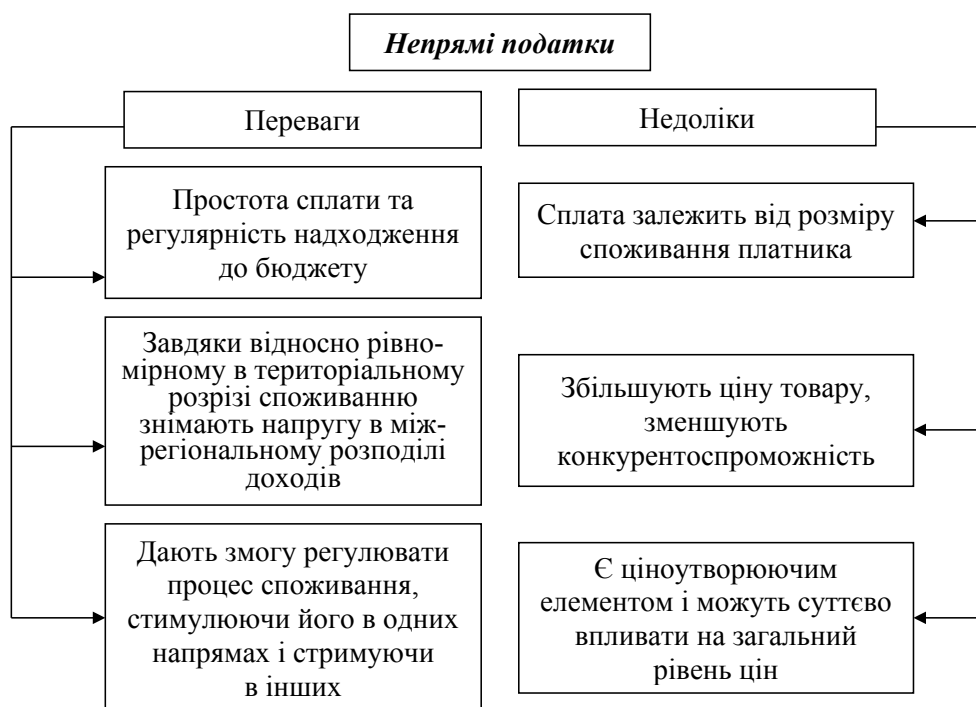 Непрямі податки
Переваги
Простота сплати та
регулярність надходження
до бюджету
Завдяки відносно рівно-
мірному в територіальному
розрізі споживанню
знімають напругу в між-
регіональному розподілі
доходів
Дають змогу регулювати
процес споживання,
стимулюючи його в одних
напрямах і стримуючи
в інших
Недоліки
Сплата залежить від розміру
споживання платника
Збільшують ціну товару,
зменшують
конкурентоспроможність
Є ціноутворюючим
елементом і можуть суттєво
впливати на загальний
рівень цін